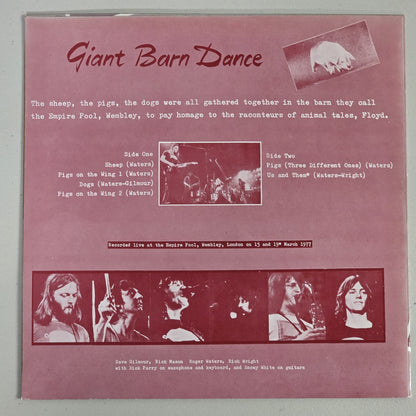 Giant Barn Dance
The sheep, the pigs, the dogs were all gathered together in the barn they call
the Empire Pool, Wembley, to pay homage to the raconteurs of animal tales, Floyd.
Side One
Sheep (Waters)
Pigs on the Wing 1 (Waters)
Dogs (Waters-Gilmour)
Pigs on the Wing 2 (Waters)
Side Two
Pigs (Three Different Ones) (Waters)
Us and Them* (Waters-Wright)
Recorded live at the Empire Pool, Wembley, London on 15 and 19* March 1977
Dave Gilmour, Nick Mason Roger Waters, Rick Wright
with Dick Parry on saxophone and keyboard, and Snowy White on guitars